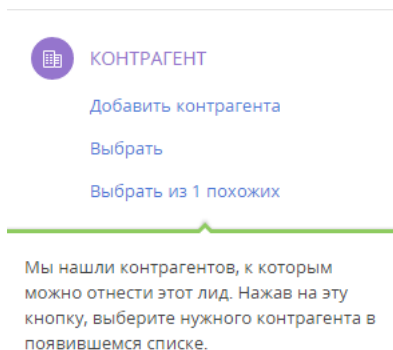 КОНТРАГЕНТ
Добавить контрагента
Выбрать
Выбрать из 1 похожих
Мы нашли контрагентов, к которым
можно отнести этот лид. Нажав на эту
кнопку, выберите нужного контрагента в
появившемся списке.